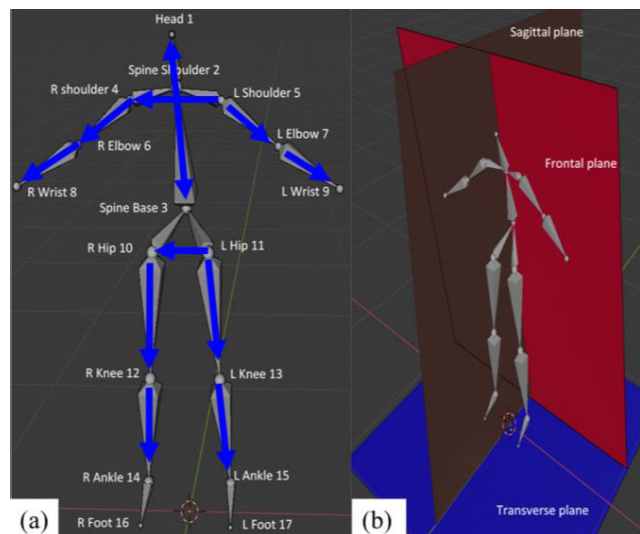 Head 1
Spine Shoulder 2
R shoulder 4
L Shoulder 5
R Elbow 6
L Elbow 7
R Wrist 8
L Wrist 9
Spine Base 3
R Hip 10
L Hip 11
R Knee 12
L Knee 13
R Ankle 14
L Ankle 15
R Foot 16
L Foot 17
(a)
Sagittal plane
Frontal plane
Transverse plane
(b)